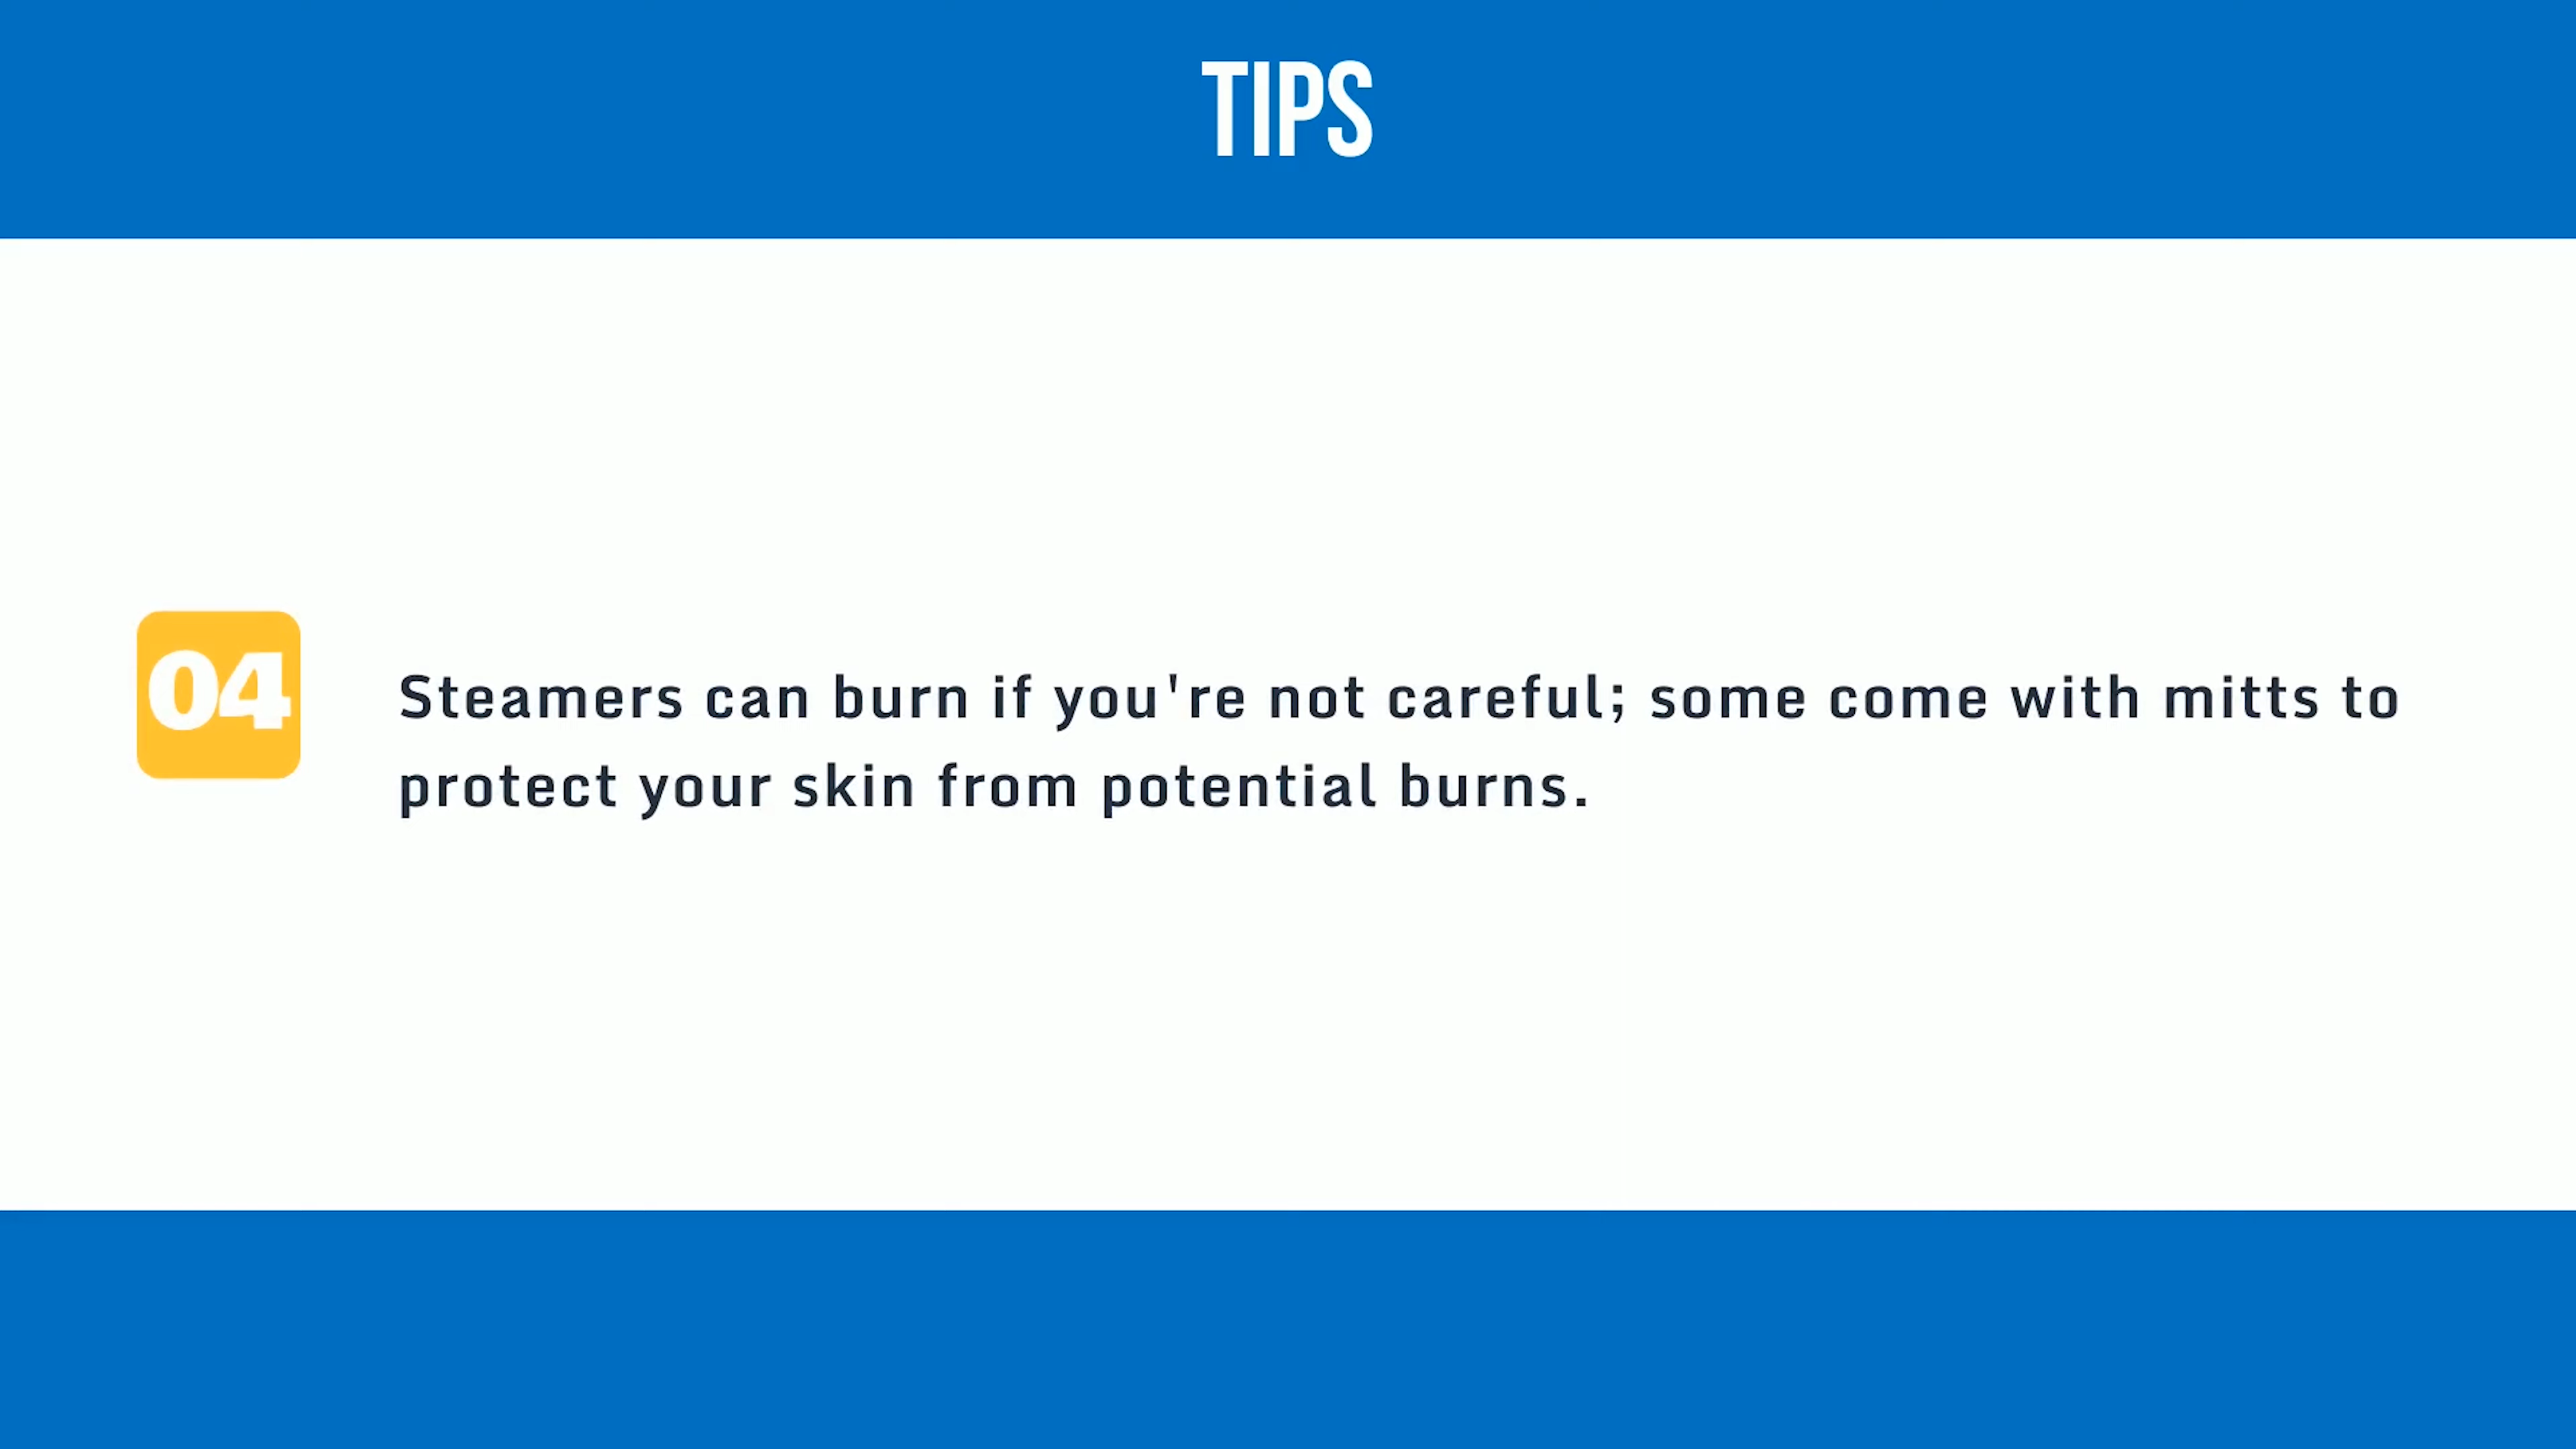 TIPS
04
Steamers can burn if you're not careful; some come with mitts to
protect your skin from potential burns.